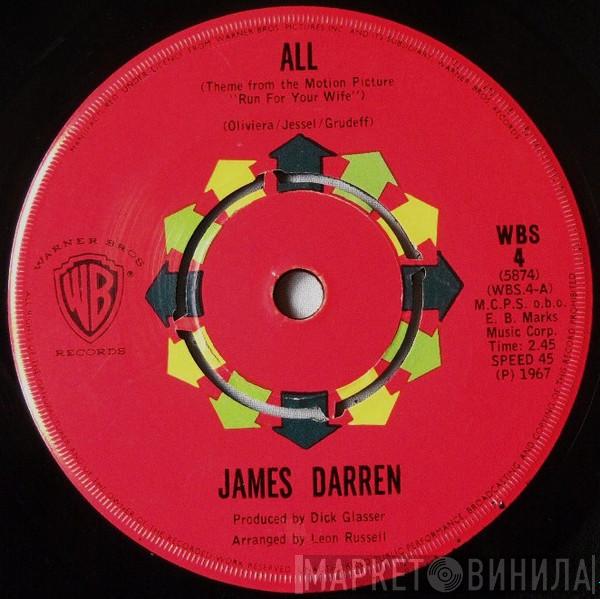 ALL
(Theme from the Motion Picture
"Run For Your Wife")
(Oliviera/Jessel/Grudeff)
WARNER BROS
WB
®
RECORDS
WBS
4
(5874)
(WBS.4-A)
M.C.P.S. o.b.o.
E. B. Marks
Music Corp.
Time: 2.45
SPEED 45
(P) 1967
JAMES DARREN
Produced by Dick Glasser
Arranged by Leon Russell
МАРКЕТ ВИНИЛА